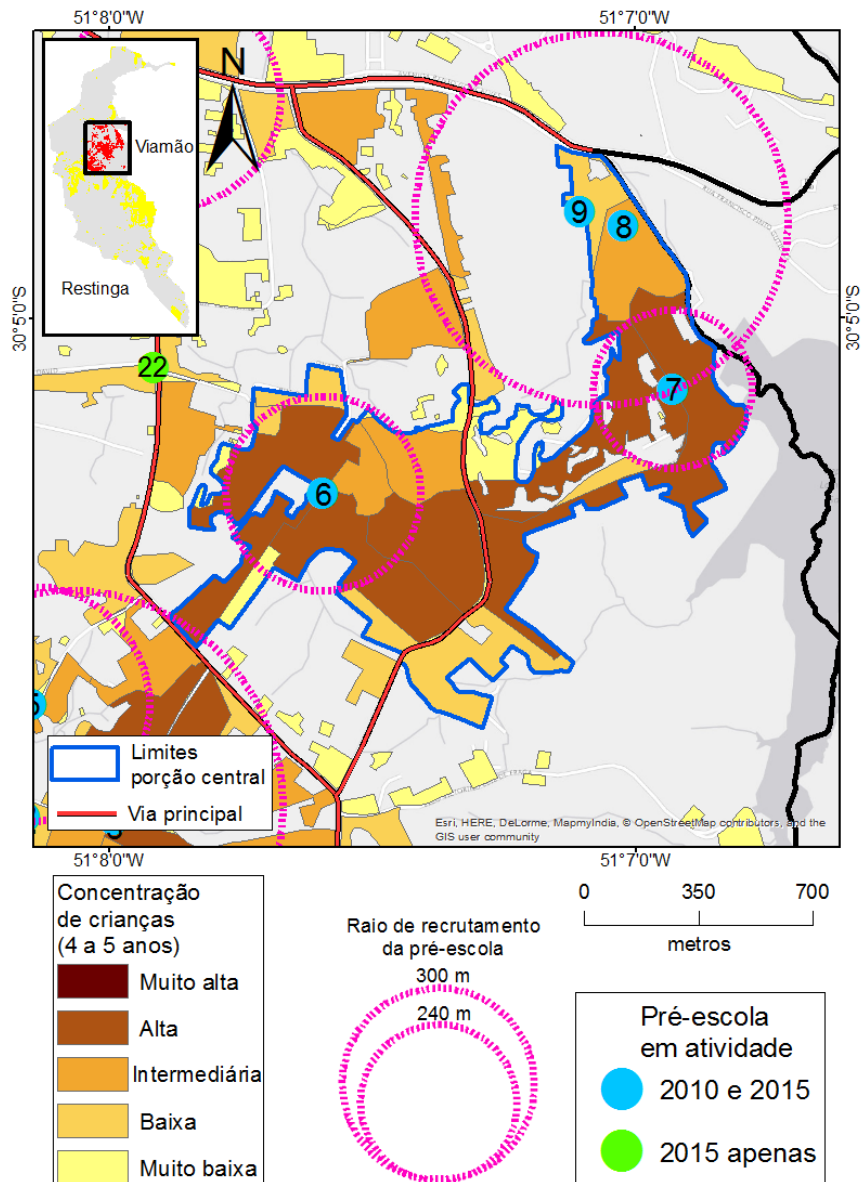 51°8'0"W
51°7'0"W
N
Viamão
Restinga
30°5'0"S
30°5'0"S
9
8
22
7
6
5
Limites
porção central
Via principal
Esri, HERE, DeLorme, MapmyIndia, © OpenStreetMap contributors, and the
GIS user community
51°8'0"W
51°7'0"W
Concentração
de crianças
(4 a 5 anos)
Muito alta
Alta
Intermediária
Baixa
Muito baixa
Raio de recrutamento
da pré-escola
300 m
240 m
0 350 700
metros
Pré-escola
em atividade
2010 e 2015
2015 apenas